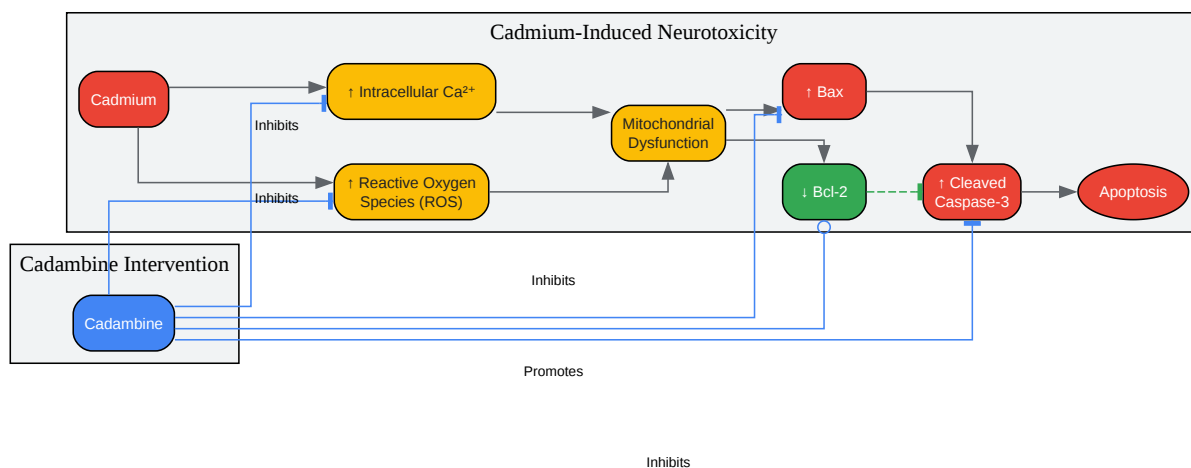 Cadmium-Induced Neurotoxicity
Cadmium
↑ Intracellular Ca²⁺
↑ Bax
Inhibits
Mitochondrial
Dysfunction
↑ Reactive Oxygen
Species (ROS)
Inhibits
↓ Bcl-2
↑ Cleaved
Caspase-3
Apoptosis
Cadambine Intervention
Cadambine
Inhibits
Promotes
Inhibits